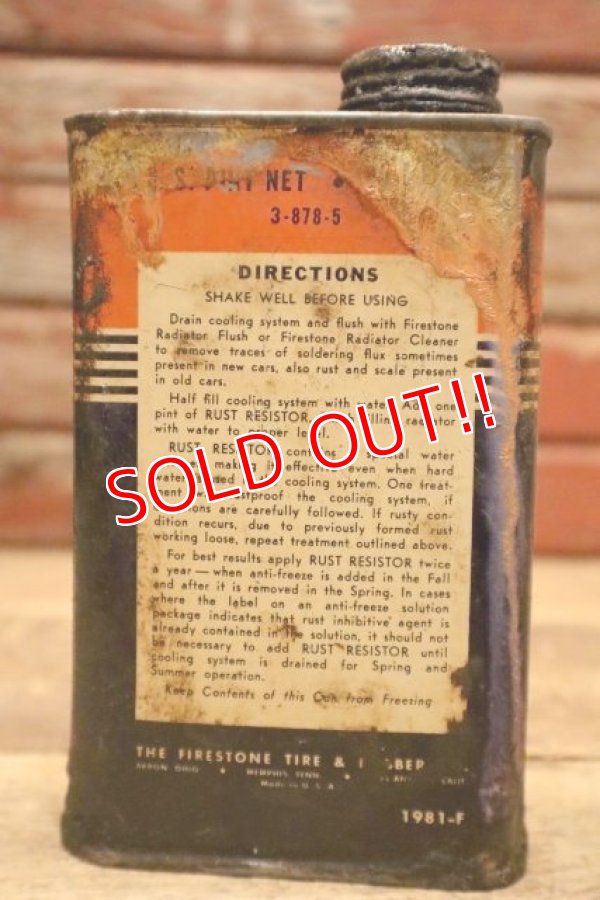 NET •
3-878-5
DIRECTIONS
SHAKE WELL BEFORE USING
Drain cooling system and flush with Firestone
Radiator Flush or Firestone Radiator Cleaner
to remove traces of soldering flux sometimes
present in new cars, also rust and scale present
in old cars.
Half fill cooling system with water. Add one
pint of RUST RESISTOR filling radiator
with water to proper level.
RUST RESISTOR contains special water
making it effective even when hard
water cooling system. One treat-
ment proof the cooling system, if
are carefully followed. If rusty con-
dition recurs, due to previously formed rust
working loose, repeat treatment outlined above.
For best results apply RUST RESISTOR twice
a year—when anti-freeze is added in the Fall
and after it is removed in the Spring. In cases
where the label on an anti-freeze solution
package indicates that rust inhibitive agent is
already contained in the solution, it should not
be necessary to add RUST RESISTOR until
cooling system is drained for Spring and
Summer operation.
Keep Contents of this Can from Freezing
THE FIRESTONE TIRE &
AKRON OHIO • MEMPHIS TENN. •
Made in U. S. A.
1981-F
SOLD OUT!!